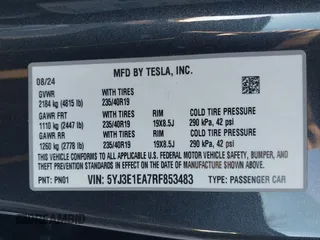 MFD BY TESLA, INC.
08/24
GVWR WITH TIRES
2184 kg (4815 lb) 235/40R19
GAWR FRT WITH TIRES RIM COLD TIRE PRESSURE
1110 kg (2447 lb) 235/40R19 19X8.5J 290 kPa, 42 psi
GAWR RR WITH TIRES RIM COLD TIRE PRESSURE
1260 kg (2778 lb) 235/40R19 19X8.5J 290 kPa, 42 psi
THIS VEHICLE CONFORMS TO ALL APPLICABLE
U.S. FEDERAL MOTOR VEHICLE SAFETY, BUMPER, AND THEFT
PREVENTION STANDARDS IN EFFECT ON THE DATE OF
MANUFACTURE SHOWN ABOVE
PNT: PN01 VIN: 5YJ3E1EA7RF853483 TYPE: PASSENGER CAR